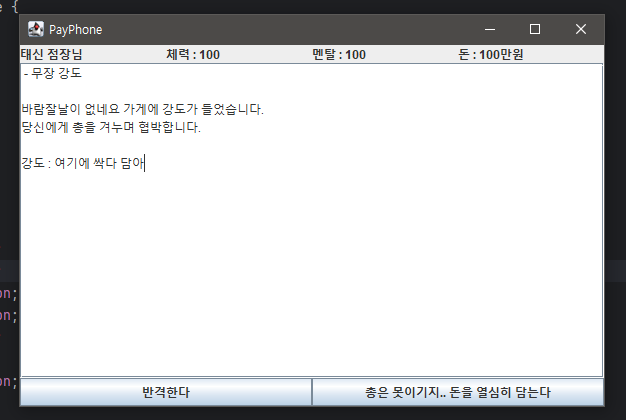 e {
PayPhone
태신 점장님 체력 : 100 멘탈 : 100 돈 : 100만원
- 무장 강도
바람잘날이 없네요 가게에 강도가 들었습니다.
당신에게 총을 겨누며 협박합니다.
강도 : 여기에 싹다 담아
on;
on;
on;
반격한다 총은 못이기지.. 돈을 열심히 담는다